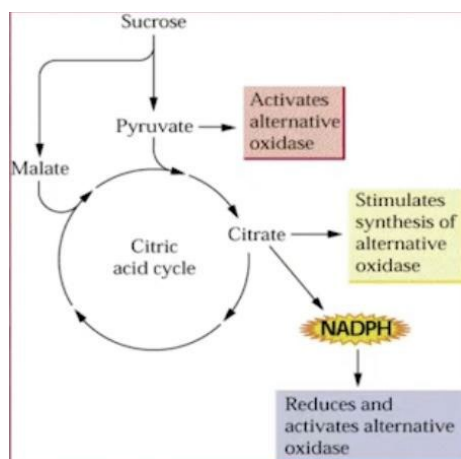 Sucrose
Pyruvate
Activates
alternative
oxidase
Malate
Citric
acid cycle
Citrate
Stimulates
synthesis of
alternative
oxidase
NADPH
Reduces and
activates alternative
oxidase